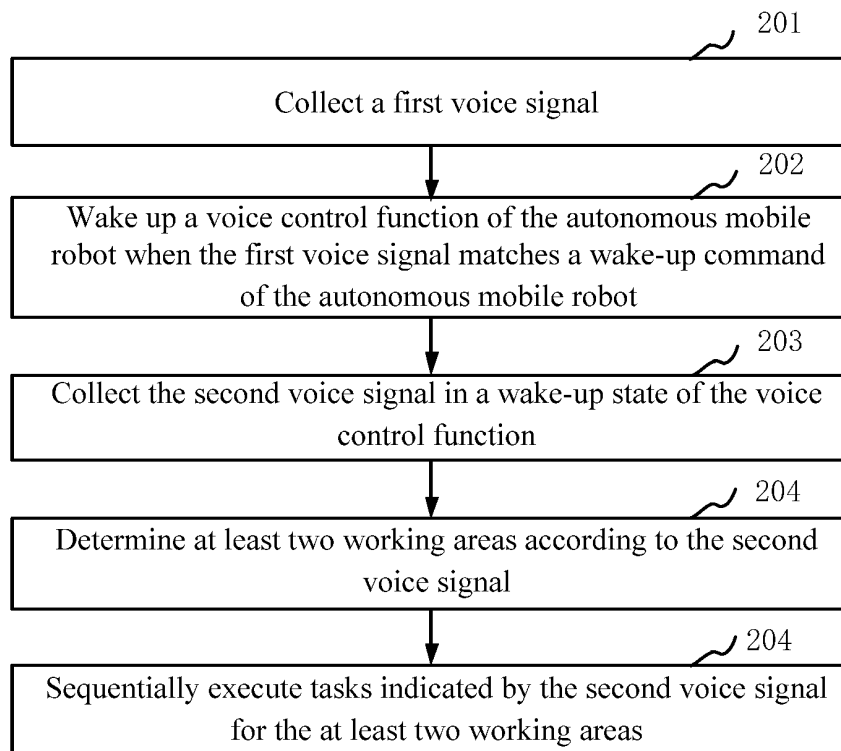 201
Collect a first voice signal
202
Wake up a voice control function of the autonomous mobile
robot when the first voice signal matches a wake-up command
of the autonomous mobile robot
203
Collect the second voice signal in a wake-up state of the voice
control function
204
Determine at least two working areas according to the second
voice signal
204
Sequentially execute tasks indicated by the second voice signal
for the at least two working areas